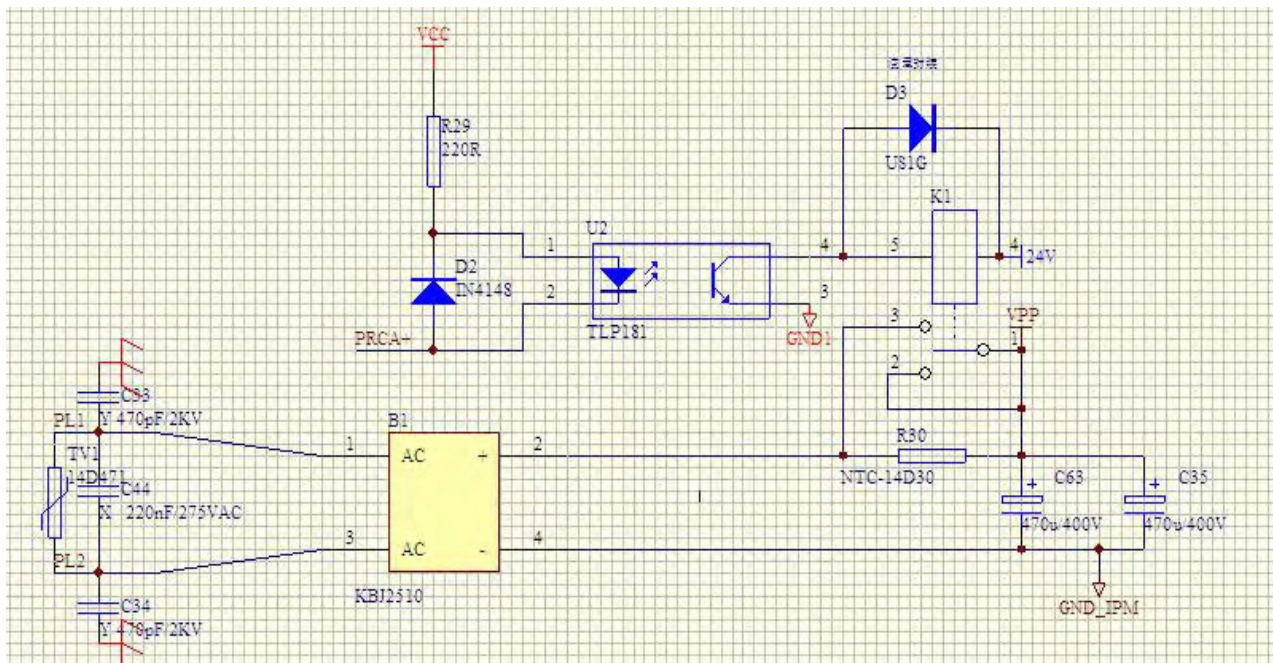 VCC
R29
220R
D3
U81G
K1
U2
1
2
4
3
5
4
24V
D2
IN4148
TLP181
GND1
PRCA+
3
VPP
1
2
C33
Y 470pF/2KV
PL1
TV1
14D471
C44
X 220nF/275VAC
PL2
C34
Y 470pF/2KV
B1
1
AC
+
2
3
AC
-
4
KBJ2510
R30
NTC-14D30
+
C63
470u/400V
+
C35
470u/400V
GND_IPM